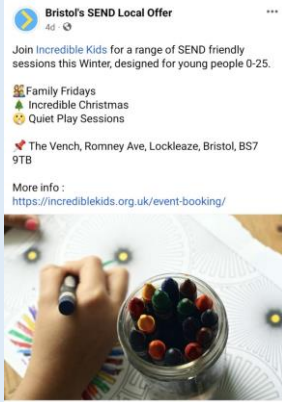 Bristol's SEND Local Offer
4d ·
Join Incredible Kids for a range of SEND friendly
sessions this Winter, designed for young people 0-25.
👨‍👩‍👧‍👦Family Fridays
🎄 Incredible Christmas
🤫 Quiet Play Sessions
📌 The Vench, Romney Ave, Lockleaze, Bristol, BS7
9TB
More info :
https://incrediblekids.org.uk/event-booking/